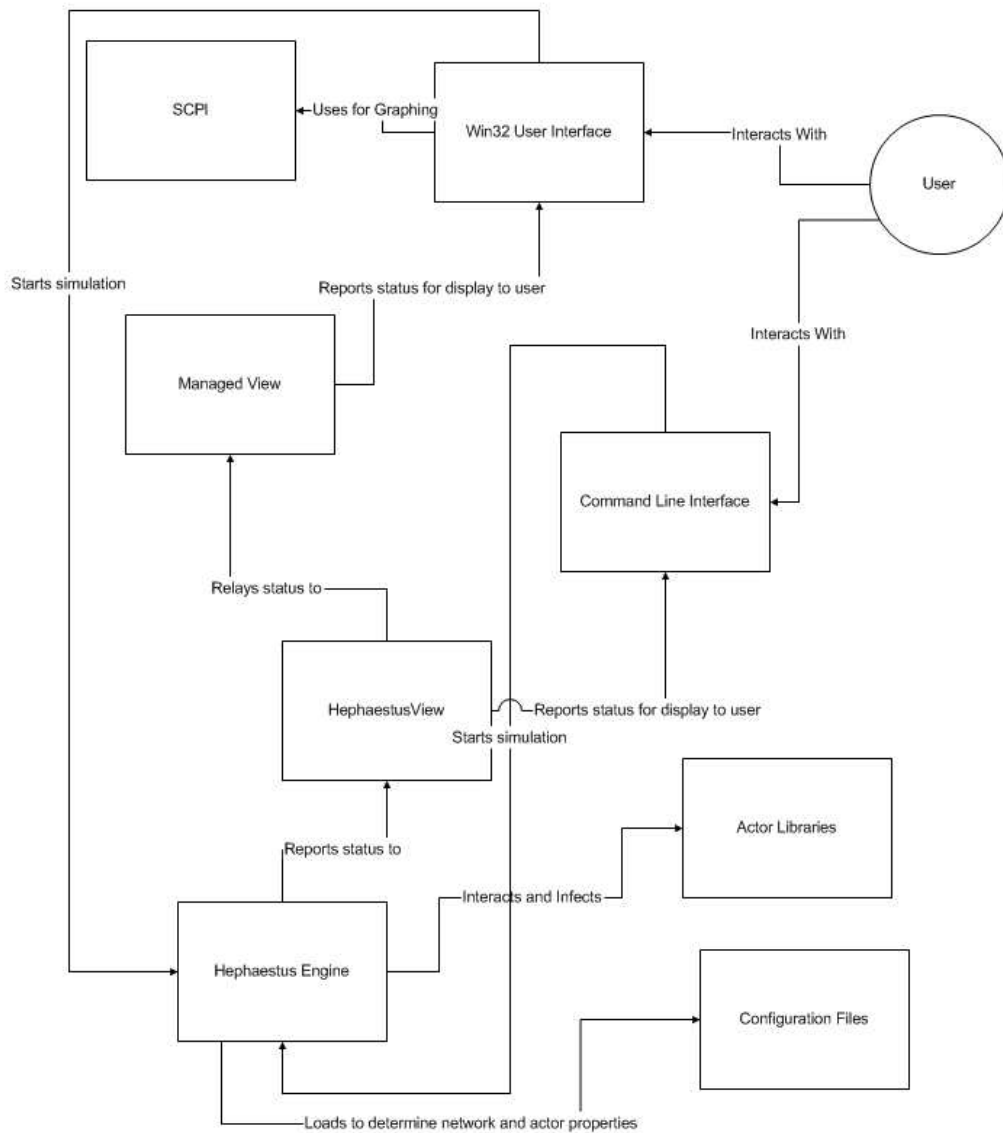 SCPI
Uses for Graphing
Win32 User Interface
Interacts With
User
Starts simulation
Reports status for display to user
Interacts With
Managed View
Command Line Interface
Relays status to
HephaestusView
Reports status for display to user
Starts simulation
Actor Libraries
Reports status to
Interacts and Infects
Hephaestus Engine
Configuration Files
Loads to determine network and actor properties